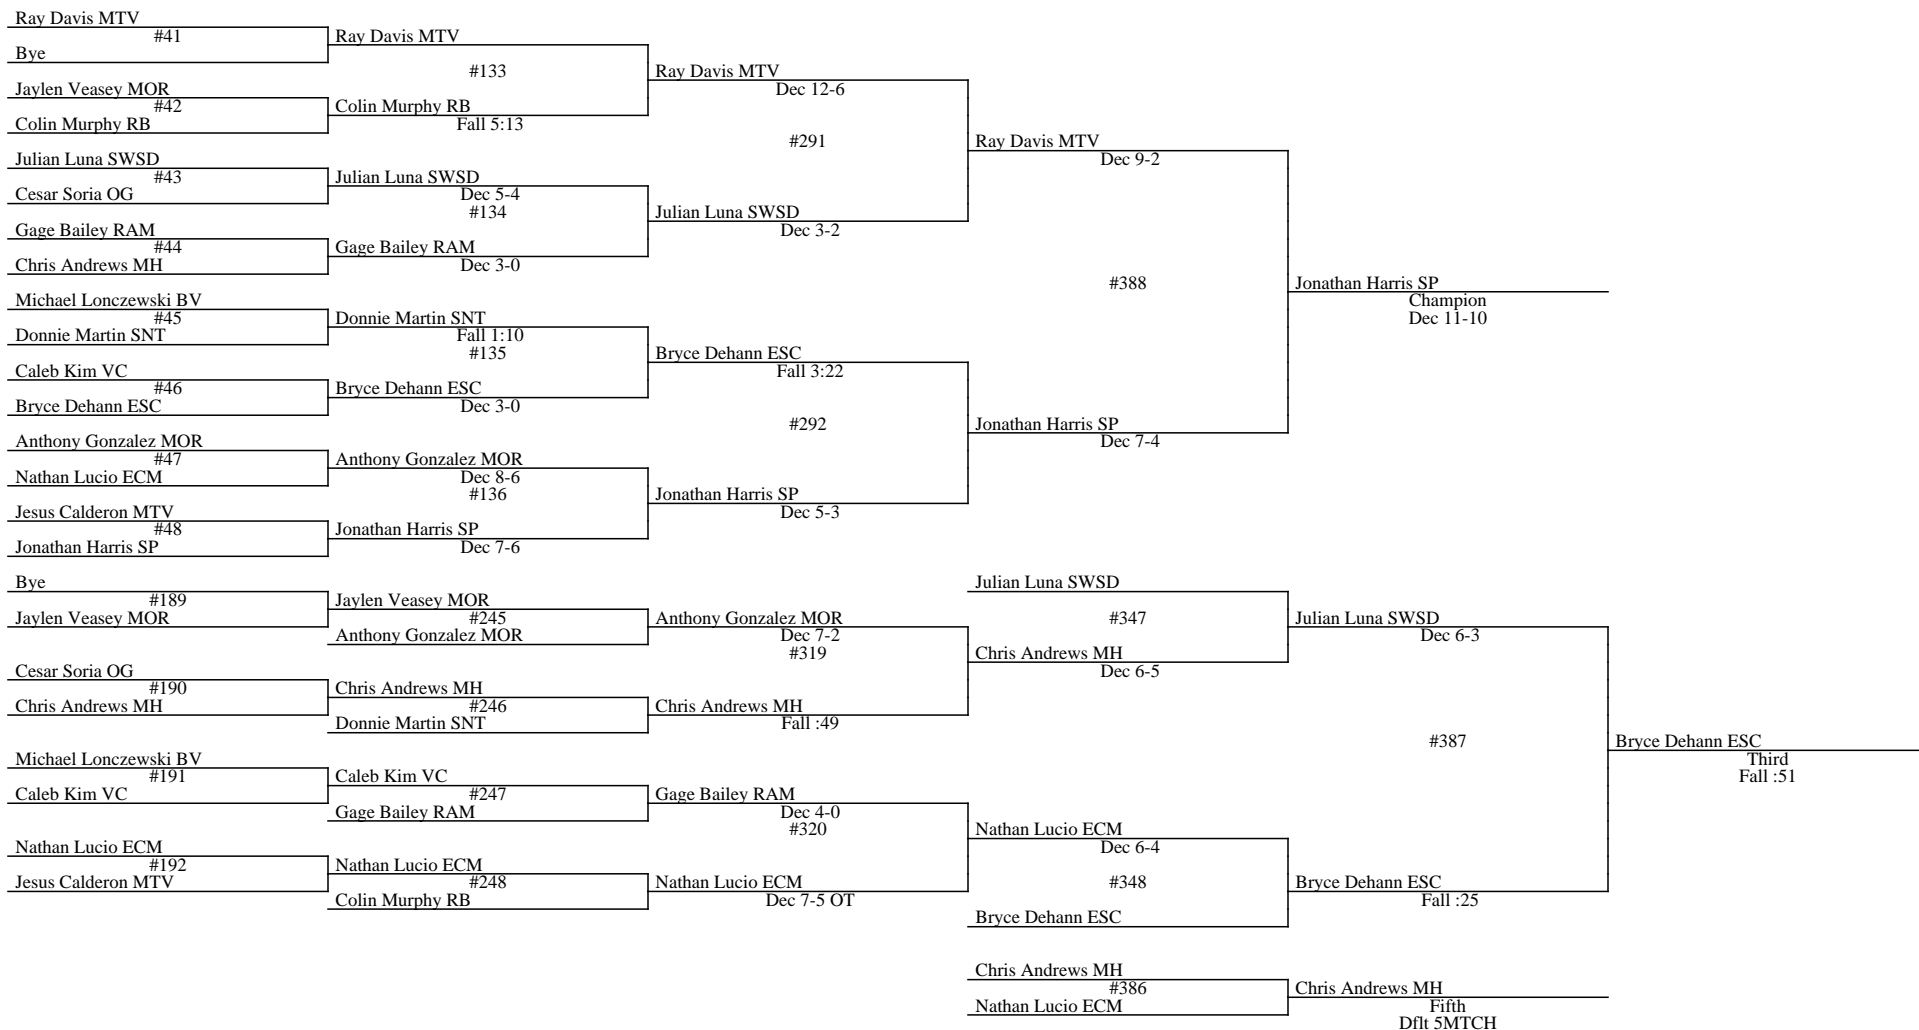 Ray Davis MTV
#41
Bye
Jaylen Veasey MOR
#42
Colin Murphy RB
Julian Luna SWSD
#43
Cesar Soria OG
Gage Bailey RAM
#44
Chris Andrews MH
Michael Lonczewski BV
#45
Donnie Martin SNT
Caleb Kim VC
#46
Bryce Dehann ESC
Anthony Gonzalez MOR
#47
Nathan Lucio ECM
Jesus Calderon MTV
#48
Jonathan Harris SP
Ray Davis MTV
#133
Colin Murphy RB
Fall 5:13
Julian Luna SWSD
Dec 5-4
#134
Gage Bailey RAM
Dec 3-0
Donnie Martin SNT
Fall 1:10
#135
Bryce Dehann ESC
Dec 3-0
Anthony Gonzalez MOR
Dec 8-6
#136
Jonathan Harris SP
Dec 7-6
Ray Davis MTV
Dec 12-6
#291
Julian Luna SWSD
Dec 3-2
Bryce Dehann ESC
Fall 3:22
#292
Jonathan Harris SP
Dec 5-3
Ray Davis MTV
Dec 9-2
#388
Jonathan Harris SP
Dec 7-4
Jonathan Harris SP
Champion
Dec 11-10
Bye
#189
Jaylen Veasey MOR
Cesar Soria OG
#190
Chris Andrews MH
Michael Lonczewski BV
#191
Caleb Kim VC
Nathan Lucio ECM
#192
Jesus Calderon MTV
Jaylen Veasey MOR
#245
Anthony Gonzalez MOR
Chris Andrews MH
#246
Donnie Martin SNT
Caleb Kim VC
#247
Gage Bailey RAM
Nathan Lucio ECM
#248
Colin Murphy RB
Anthony Gonzalez MOR
Dec 7-2
#319
Chris Andrews MH
Fall :49
Gage Bailey RAM
Dec 4-0
#320
Nathan Lucio ECM
Dec 7-5 OT
Julian Luna SWSD
#347
Chris Andrews MH
Dec 6-5
Nathan Lucio ECM
Dec 6-4
#348
Bryce Dehann ESC
Julian Luna SWSD
Dec 6-3
#387
Bryce Dehann ESC
Fall :25
Bryce Dehann ESC
Third
Fall :51
Chris Andrews MH
#386
Nathan Lucio ECM
Chris Andrews MH
Fifth
Dflt 5MTCH